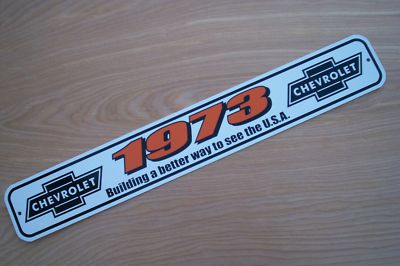 CHEVROLET
1973
Building a better way to see the U.S.A.
CHEVROLET